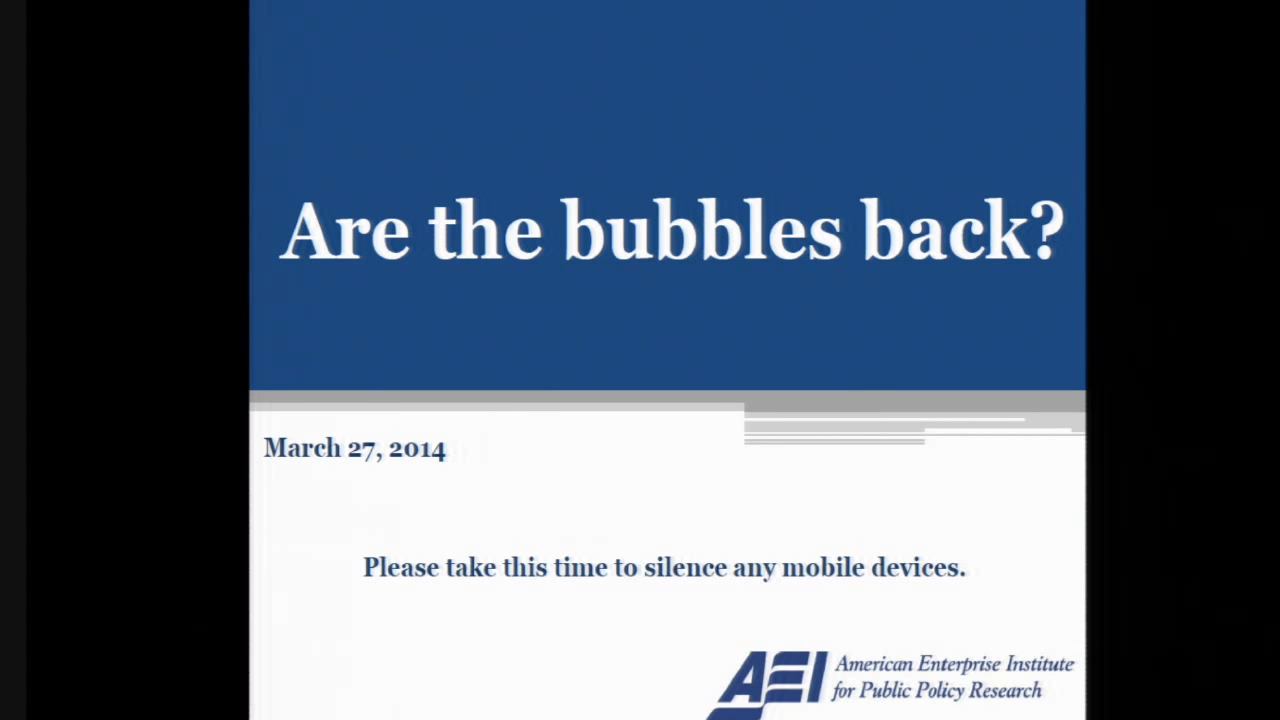 Are the bubbles back?
March 27, 2014
Please take this time to silence any mobile devices.
AEI
American Enterprise Institute
for Public Policy Research